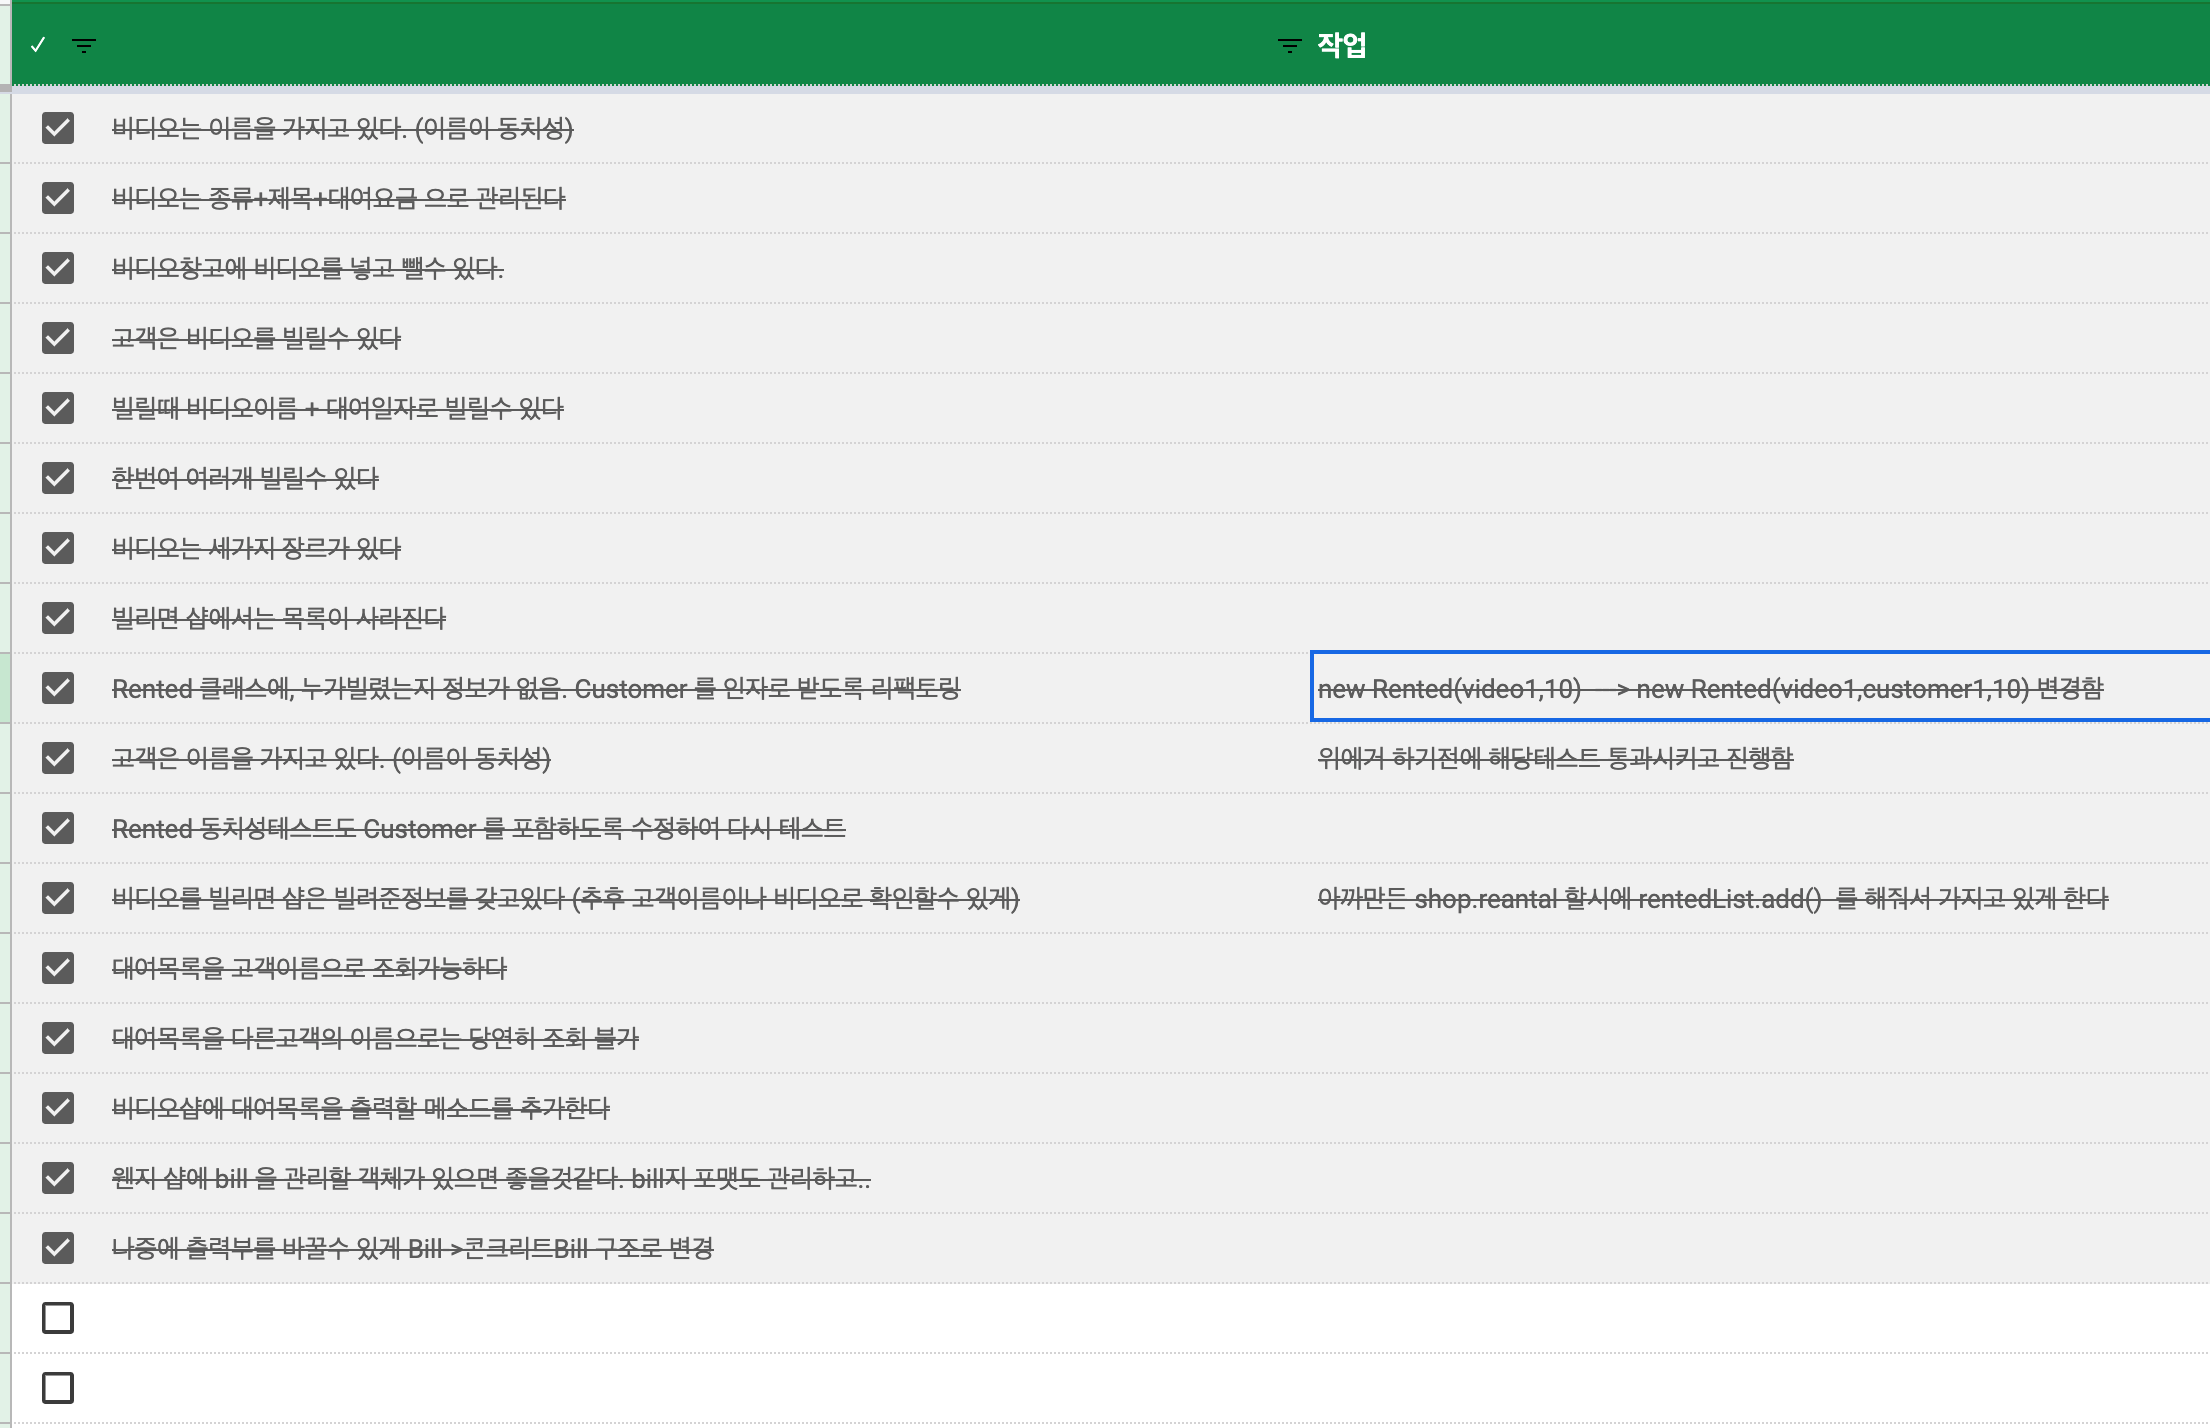 작업
비디오는 이름을 가지고 있다. (이름이 동치성)
비디오는 종류+제목+대여요금 으로 관리된다
비디오창고에 비디오를 넣고 뺄수 있다.
고객은 비디오를 빌릴수 있다
빌릴때 비디오이름 + 대여일자로 빌릴수 있다
한번여 여러개 빌릴수 있다
비디오는 세가지 장르가 있다
빌리면 샵에서는 목록이 사라진다
Rented 클래스에, 누가빌렸는지 정보가 없음. Customer 를 인자로 받도록 리팩토링
new Rented(video1,10)  —> new Rented(video1,customer1,10) 변경함
고객은 이름을 가지고 있다. (이름이 동치성)
위에거 하기전에 해당테스트 통과시키고 진행함
Rented 동치성테스트도 Customer 를 포함하도록 수정하여 다시 테스트
비디오를 빌리면 샵은 빌려준정보를 갖고있다 (추후 고객이름이나 비디오로 확인할수 있게)
아까만든 shop.reantal 할시에 rentedList.add()  를 해줘서 가지고 있게 한다
대여목록을 고객이름으로 조회가능하다
대여목록을 다른고객의 이름으로는 당연히 조회 불가
비디오샵에 대여목록을 출력할 메소드를 추가한다
웬지 샵에 bill 을 관리할 객체가 있으면 좋을것같다. bill지 포맷도 관리하고..
나중에 출력부를 바꿀수 있게 Bill->콘크리트Bill 구조로 변경